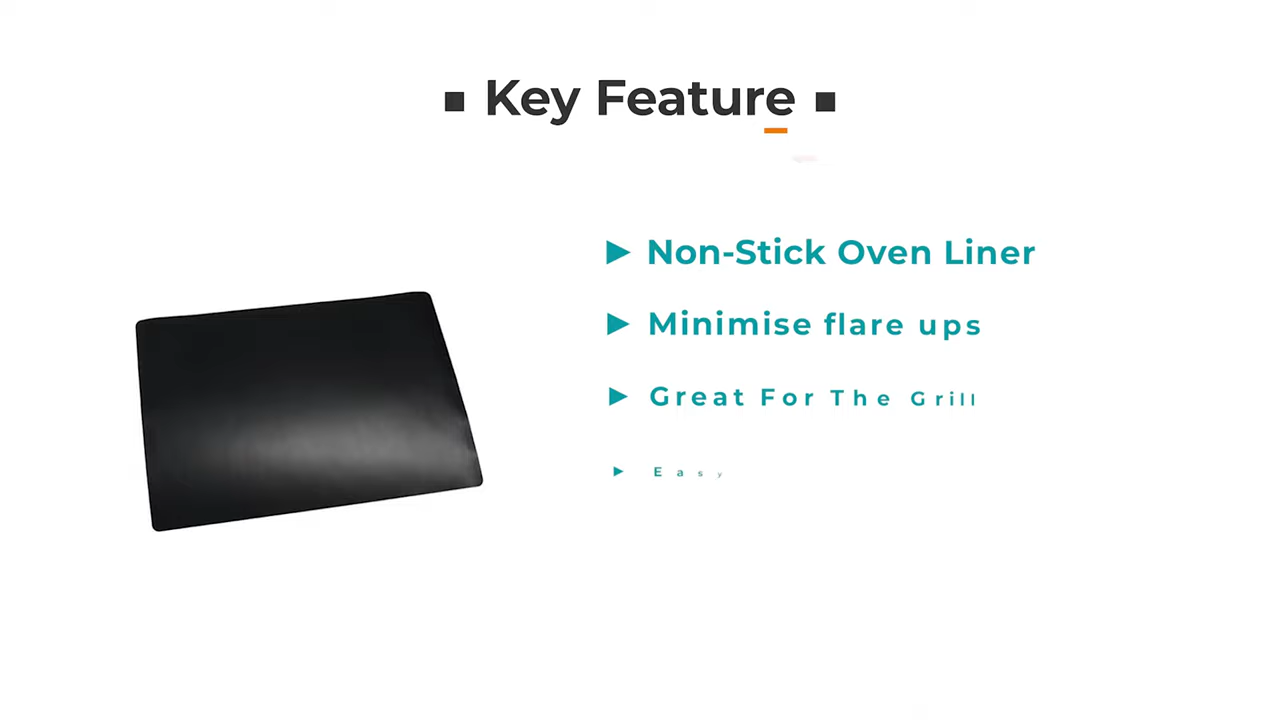 Key Feature
Non-Stick Oven Liner
Minimise flare ups
Great For The Grill
Easy